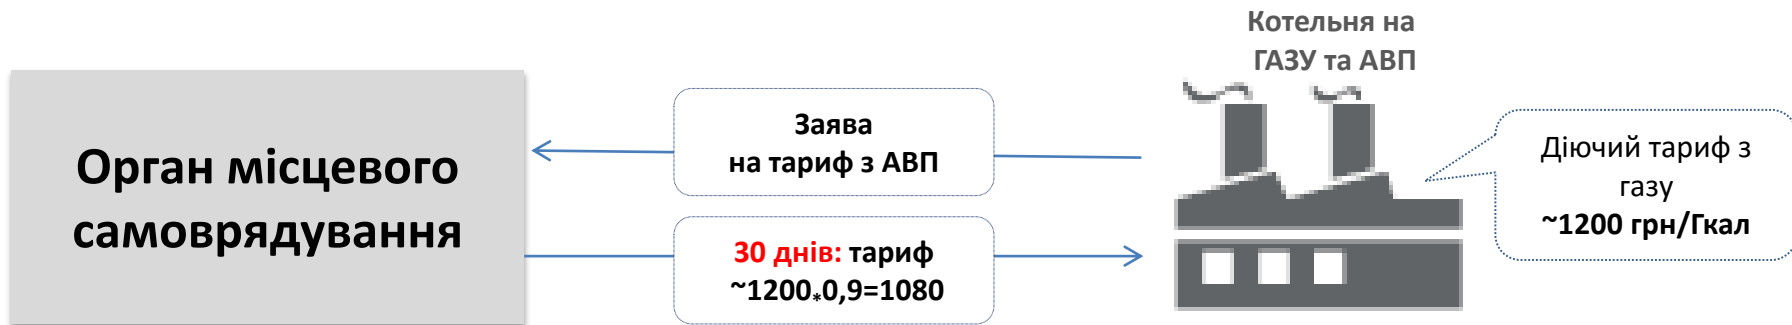 Котельня на
ГАЗУ та АВП
Орган місцевого
самоврядування
Заява
на тариф з АВП
30 днів: тариф
~1200*0,9=1080
Діючий тариф з
газу
~1200 грн/Гкал